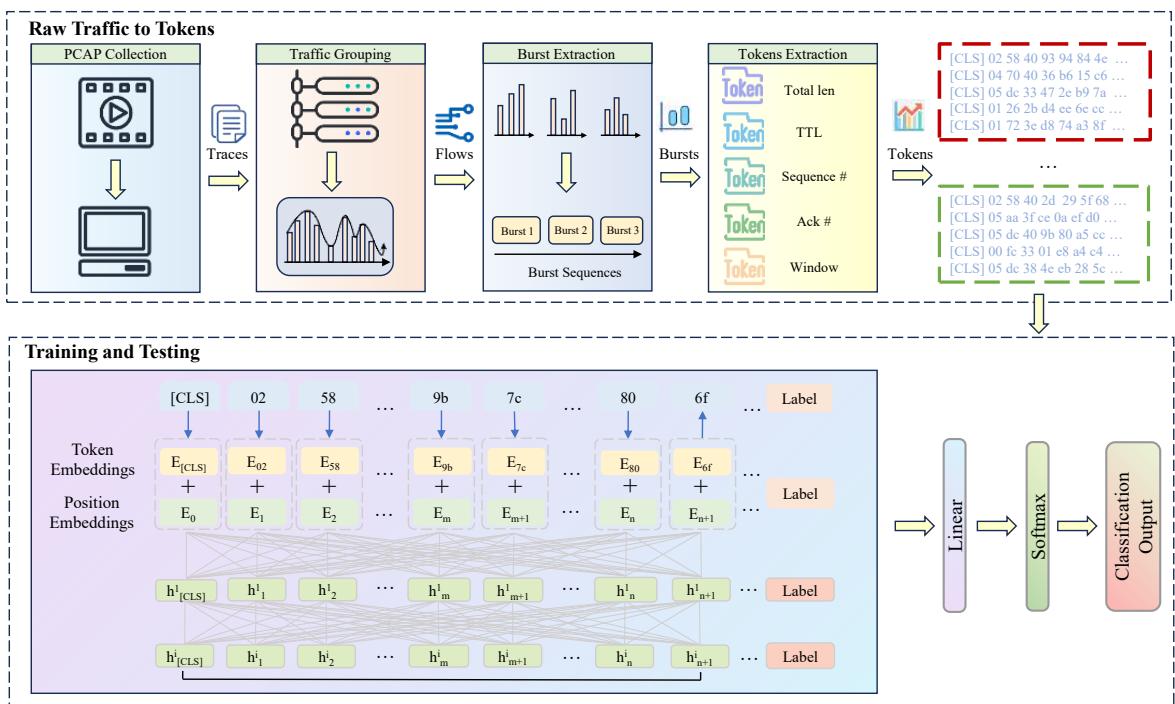 Raw Traffic to Tokens
PCAP Collection
Traces
Traffic Grouping
Flows
Burst Extraction
Burst 1 Burst 2 Burst 3
Burst Sequences
Bursts
Tokens Extraction
Token Total len
Token TTL
Token Sequence #
Token Ack #
Token Window
Tokens
[CLS] 02 58 40 93 94 84 4e ...
[CLS] 04 70 40 36 b6 15 c6 ...
[CLS] 05 dc 33 47 2e b9 7a ...
[CLS] 01 26 2b d4 ee 6e cc ...
[CLS] 01 72 3e d8 74 a3 8f ...
...
[CLS] 02 58 40 2d 29 5f 68 ...
[CLS] 05 aa 3f ce 0a ef d0 ...
[CLS] 05 dc 40 9b 80 a5 cc ...
[CLS] 00 fc 33 01 e8 a4 c4 ...
[CLS] 05 dc 38 4e eb 28 5c ...
Training and Testing
[CLS] 02 58 ... 9b 7c ... 80 6f ... Label
Token
Embeddings
E[CLS] E02 E58 ... E9b E7c ... E80 E6f ...
+ + + + + + +
Label
Position
Embeddings
E0 E1 E2 ... Em Em+1 ... En En+1 ...
h1[CLS] h11 h12 ... h1m h1m+1 ... h1n h1n+1 ... Label
hi[CLS] hi1 hi2 ... him him+1 ... hin hin+1 ... Label
Linear
Softmax
Classification
Output